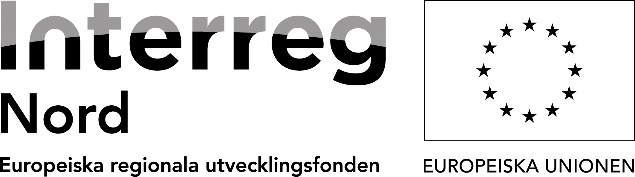 Interreg
Nord
Europeiska regionala utvecklingsfonden
EUROPEISKA UNIONEN